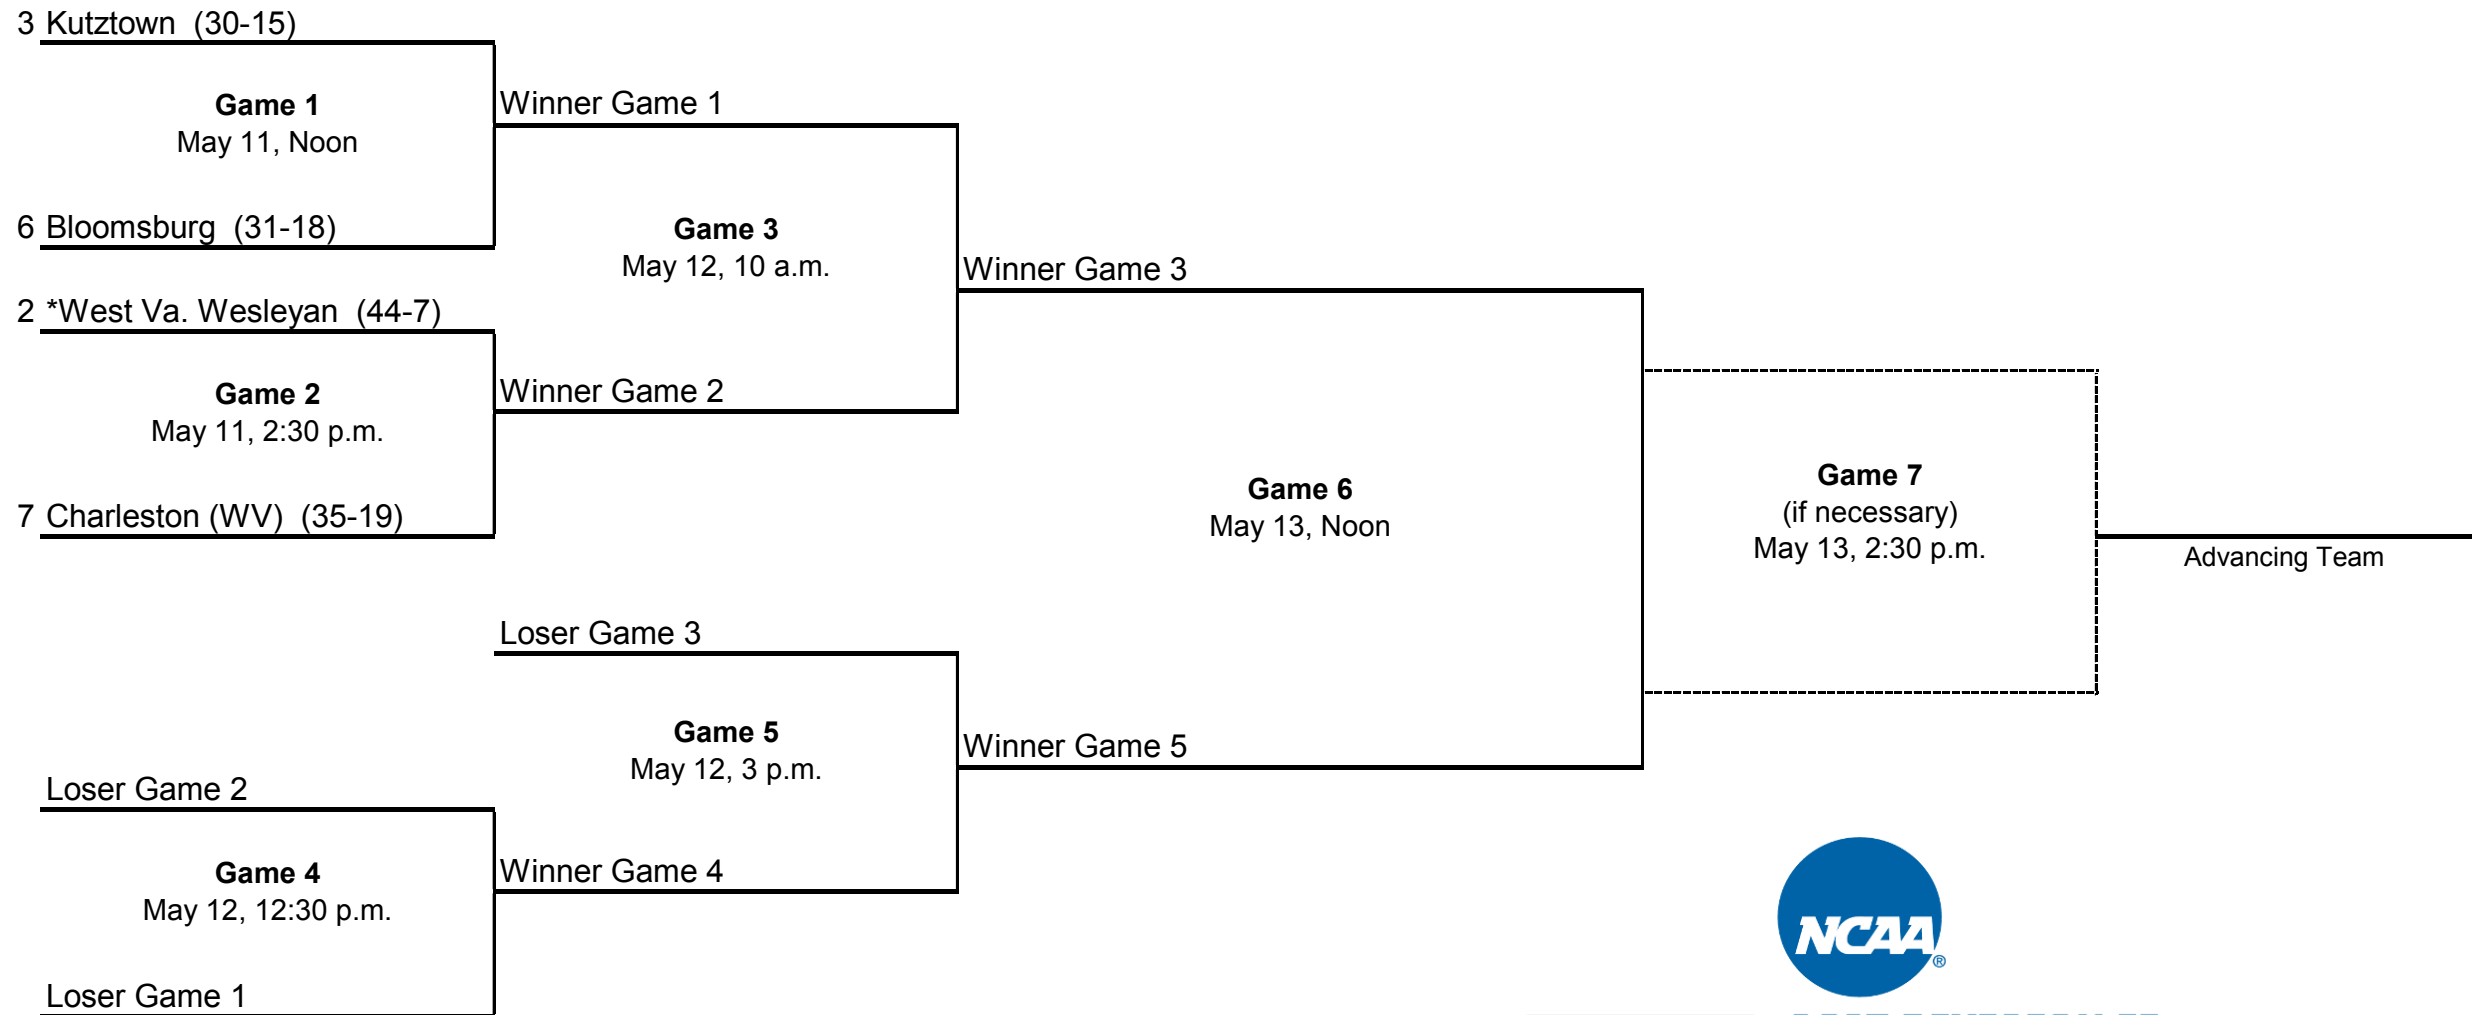 3 Kutztown (30-15)
Game 1
May 11, Noon
Winner Game 1
6 Bloomsburg (31-18)
Game 3
May 12, 10 a.m.
Winner Game 3
2 *West Va. Wesleyan (44-7)
Game 2
May 11, 2:30 p.m.
Winner Game 2
7 Charleston (WV) (35-19)
Game 6
May 13, Noon
Game 7
(if necessary)
May 13, 2:30 p.m.
Advancing Team
Loser Game 3
Game 5
May 12, 3 p.m.
Winner Game 5
Loser Game 2
Game 4
May 12, 12:30 p.m.
Winner Game 4
Loser Game 1
NCAA®